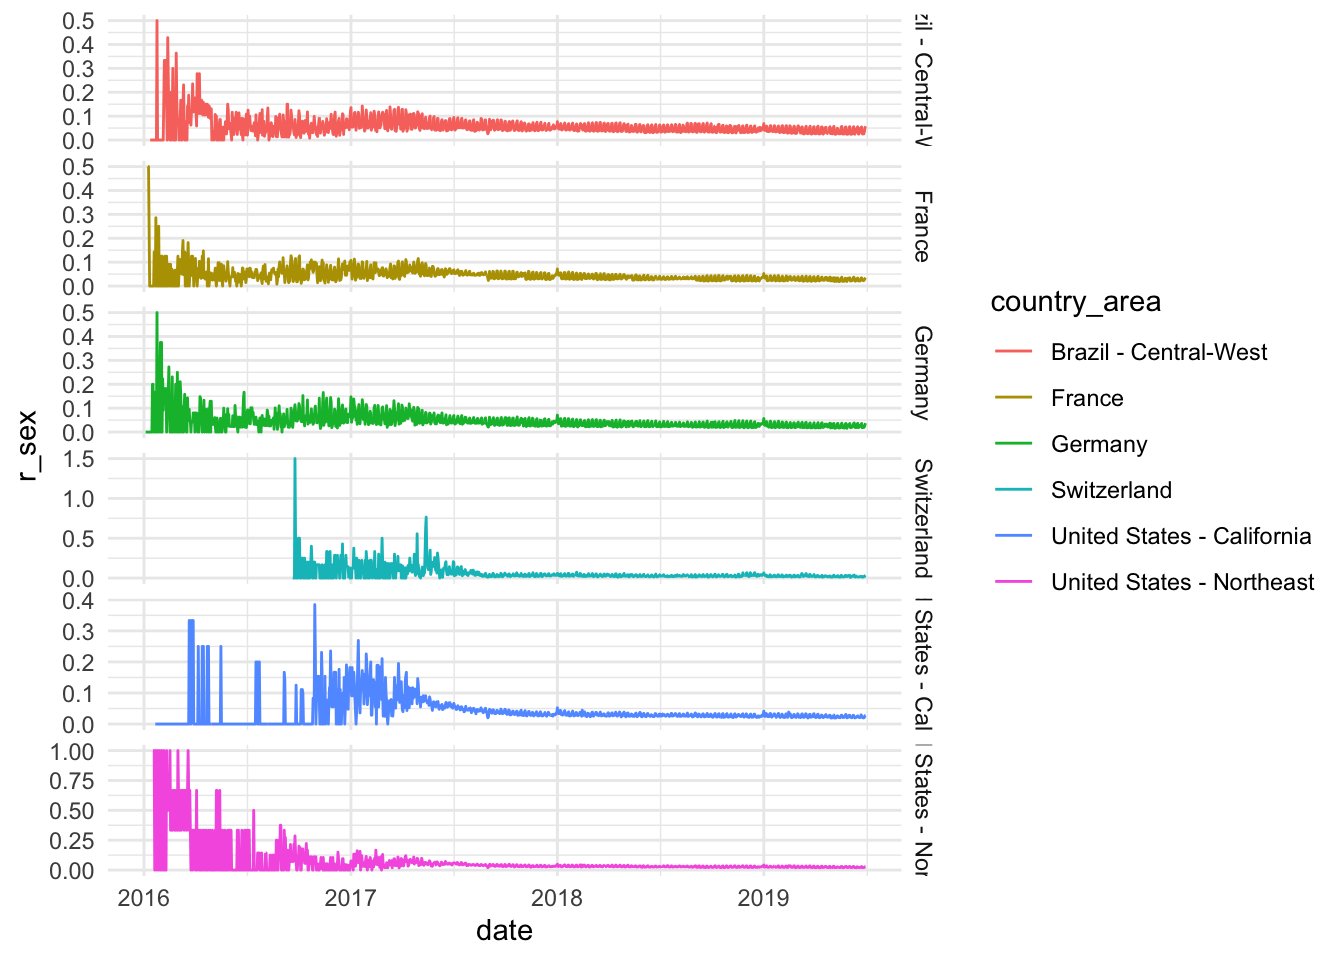 r_sex
0.5
0.4
0.3
0.2
0.1
0.0
zil - Central-W
0.5
0.4
0.3
0.2
0.1
0.0
France
0.5
0.4
0.3
0.2
0.1
0.0
Germany
1.5
1.0
0.5
0.0
Switzerland
0.4
0.3
0.2
0.1
0.0
States - Cal
1.00
0.75
0.50
0.25
0.00
States - Nor
2016 2017 2018 2019
date
country_area
Brazil - Central-West
France
Germany
Switzerland
United States - California
United States - Northeast